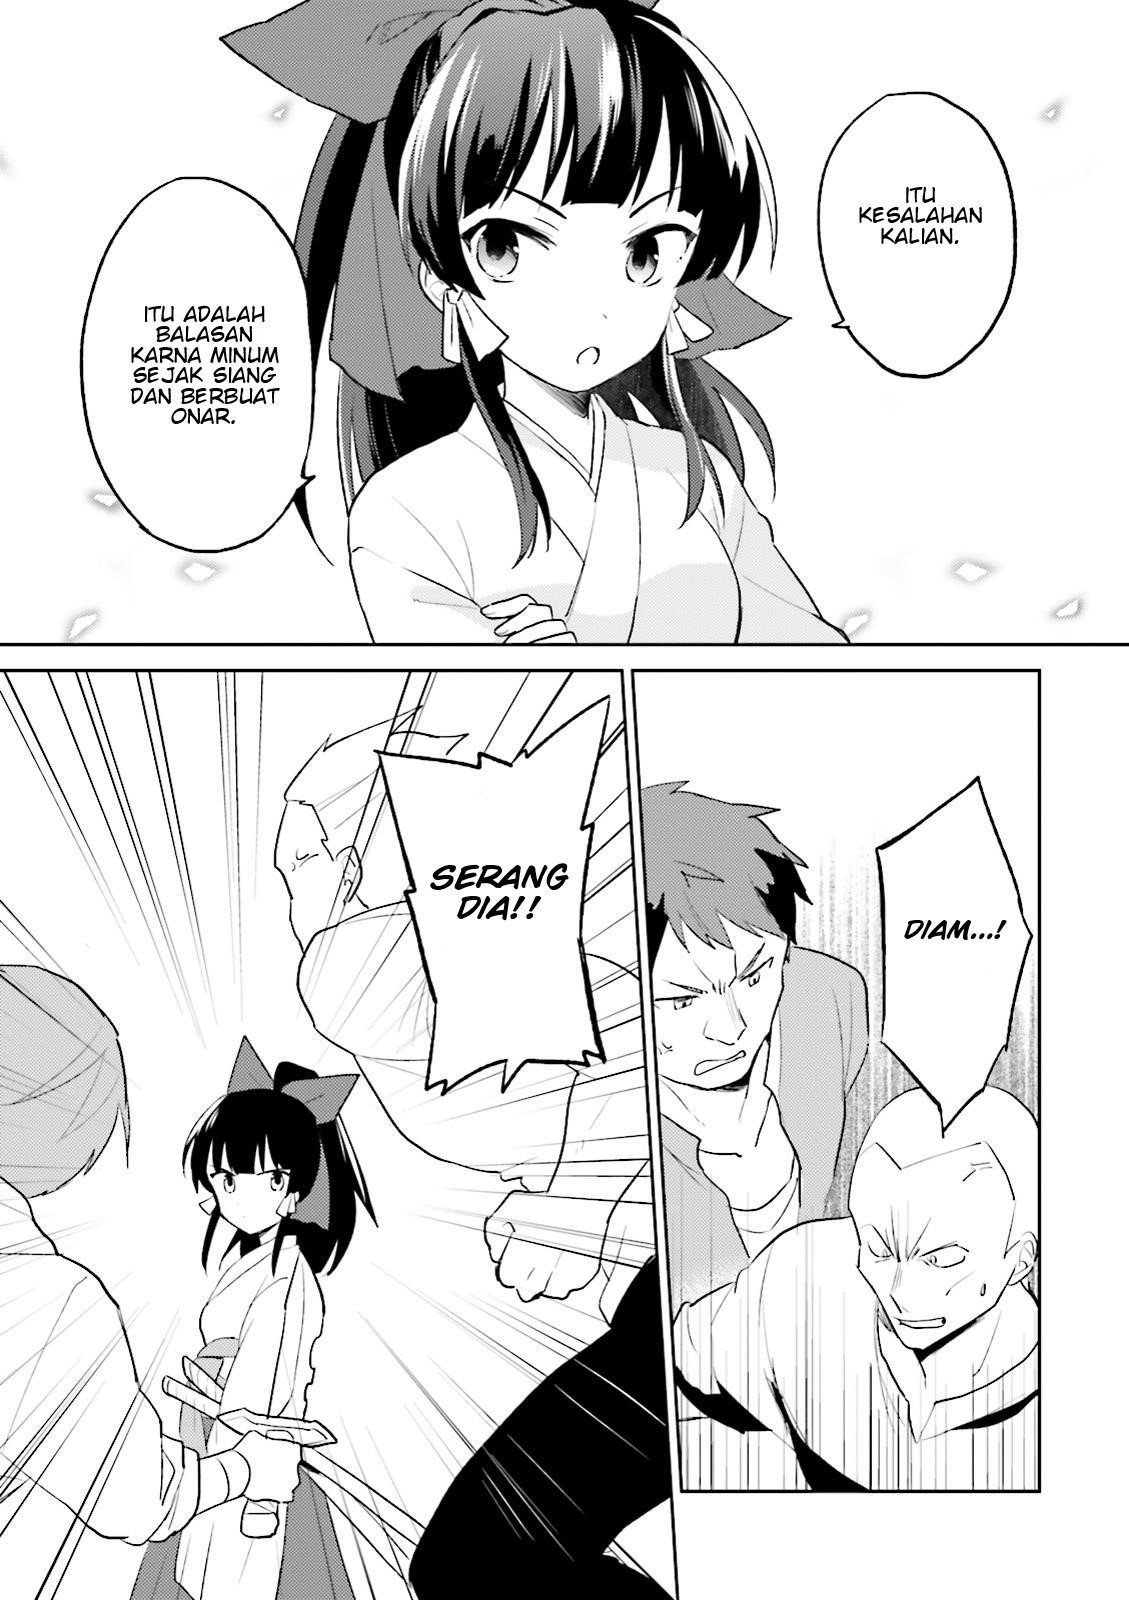 ITU
KESALAHAN
KALIAN.
ITU ADALAH
BALASAN
KARNA MINUM
SEJAK SIANG
DAN BERBUAT
ONAR.
DIAM...!
SERANG
DIA!!